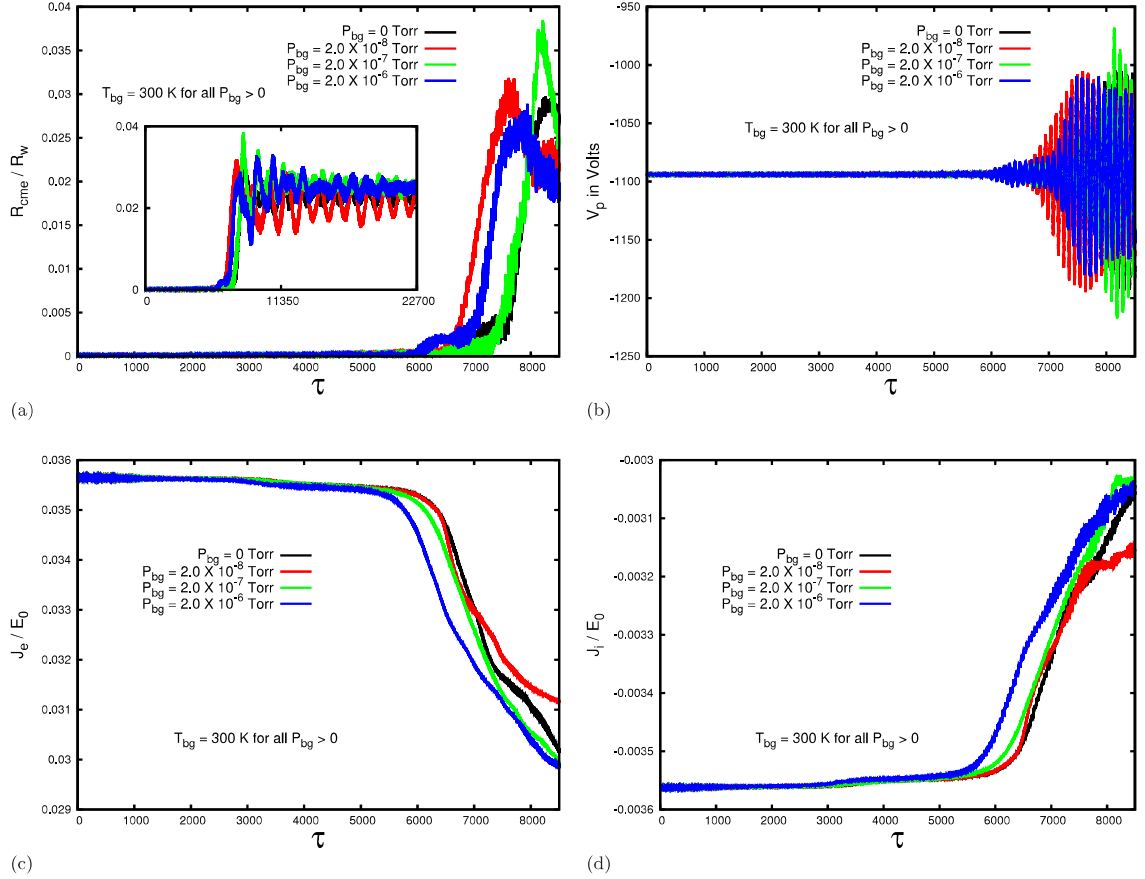 0.04
0.035
0.03
0.025
0.02
0.015
0.01
0.005
0
R_cme / R_w
P_bg = 0 Torr
P_bg = 2.0 X 10^-8 Torr
P_bg = 2.0 X 10^-7 Torr
P_bg = 2.0 X 10^-6 Torr
T_bg = 300 K for all P_bg > 0
0.04
0.02
0
0 11350 22700
0 1000 2000 3000 4000 5000 6000 7000 8000
τ
(a)
-950
-1000
-1050
-1100
-1150
-1200
-1250
V_p in Volts
P_bg = 0 Torr
P_bg = 2.0 X 10^-8 Torr
P_bg = 2.0 X 10^-7 Torr
P_bg = 2.0 X 10^-6 Torr
T_bg = 300 K for all P_bg > 0
0 1000 2000 3000 4000 5000 6000 7000 8000
τ
(b)
0.036
0.035
0.034
0.033
0.032
0.031
0.03
0.029
J_e / E_0
P_bg = 0 Torr
P_bg = 2.0 X 10^-8 Torr
P_bg = 2.0 X 10^-7 Torr
P_bg = 2.0 X 10^-6 Torr
T_bg = 300 K for all P_bg > 0
0 1000 2000 3000 4000 5000 6000 7000 8000
τ
(c)
-0.003
-0.0031
-0.0032
-0.0033
-0.0034
-0.0035
-0.0036
J_i / E_0
P_bg = 0 Torr
P_bg = 2.0 X 10^-8 Torr
P_bg = 2.0 X 10^-7 Torr
P_bg = 2.0 X 10^-6 Torr
T_bg = 300 K for all P_bg > 0
0 1000 2000 3000 4000 5000 6000 7000 8000
τ
(d)